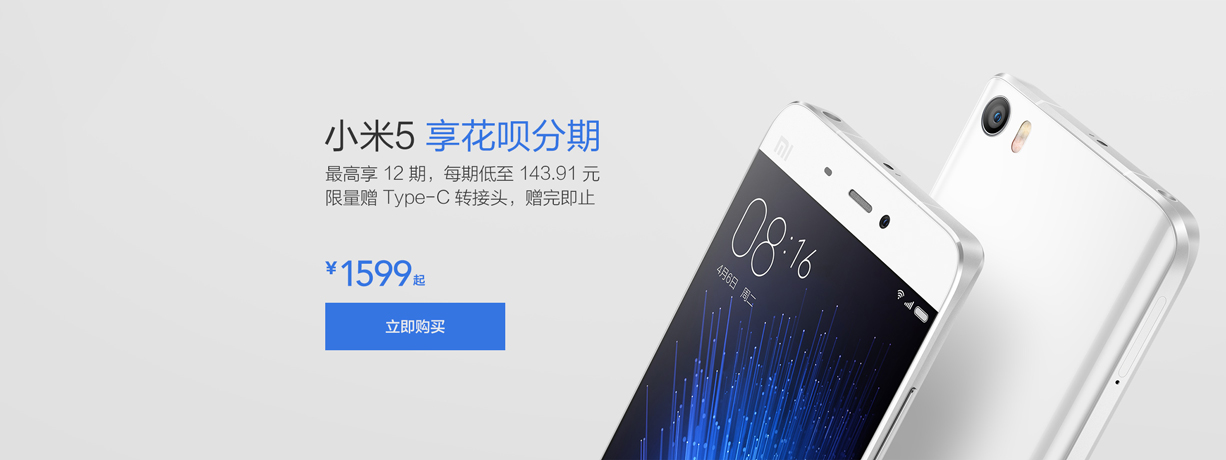 小米5 享花呗分期
最高享 12 期，每期低至 143.91 元
限量赠 Type-C 转接头，赠完即止
¥1599起
立即购买
MI
08:16
4月6日 周二